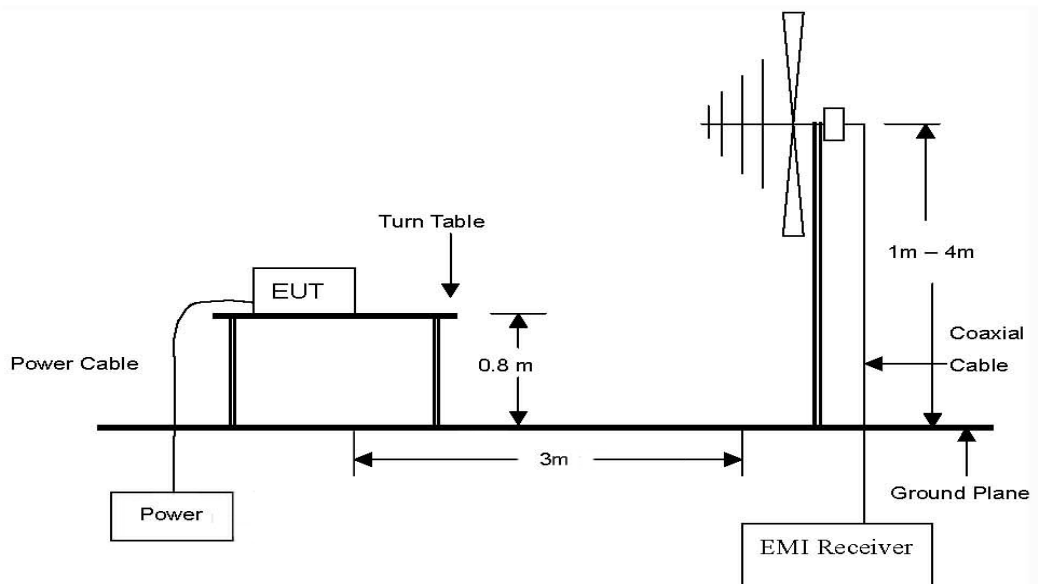 Turn Table
EUT
1m – 4m
Coaxial
Cable
Power Cable
0.8 m
3m
Ground Plane
Power
EMI Receiver